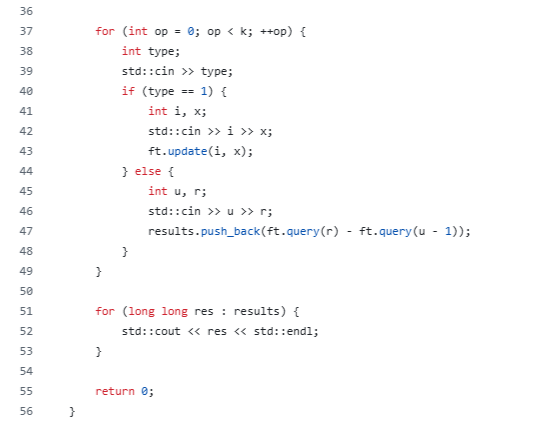 36
37 for (int op = 0; op < k; ++op) {
38 int type;
39 std::cin >> type;
40 if (type == 1) {
41 int i, x;
42 std::cin >> i >> x;
43 ft.update(i, x);
44 } else {
45 int u, r;
46 std::cin >> u >> r;
47 results.push_back(ft.query(r) - ft.query(u - 1));
48 }
49 }
50
51 for (long long res : results) {
52 std::cout << res << std::endl;
53 }
54
55 return 0;
56 }